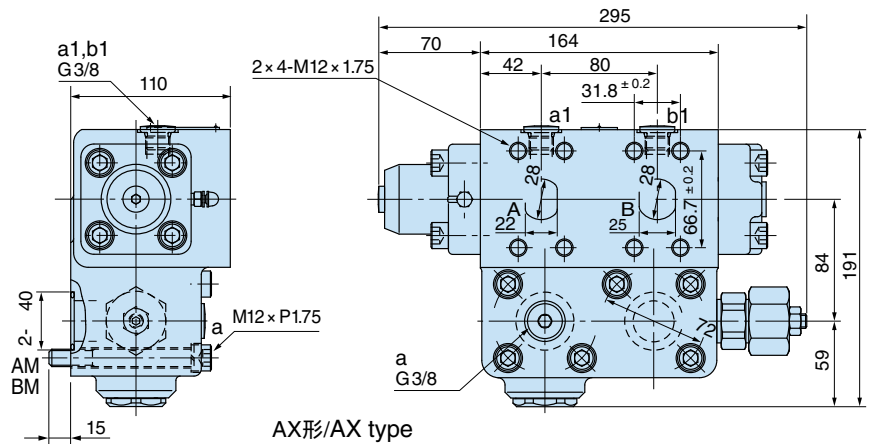 a1,b1
G3/8
110
2- 40
AM
BM
15
a
M12×P1.75
295
70
164
42
80
2×4-M12×1.75
31.8 ±0.2
a1
b1
28
28
A
B
22
25
66.7 ±0.2
84
191
59
72
a
G3/8
AX形/AX type